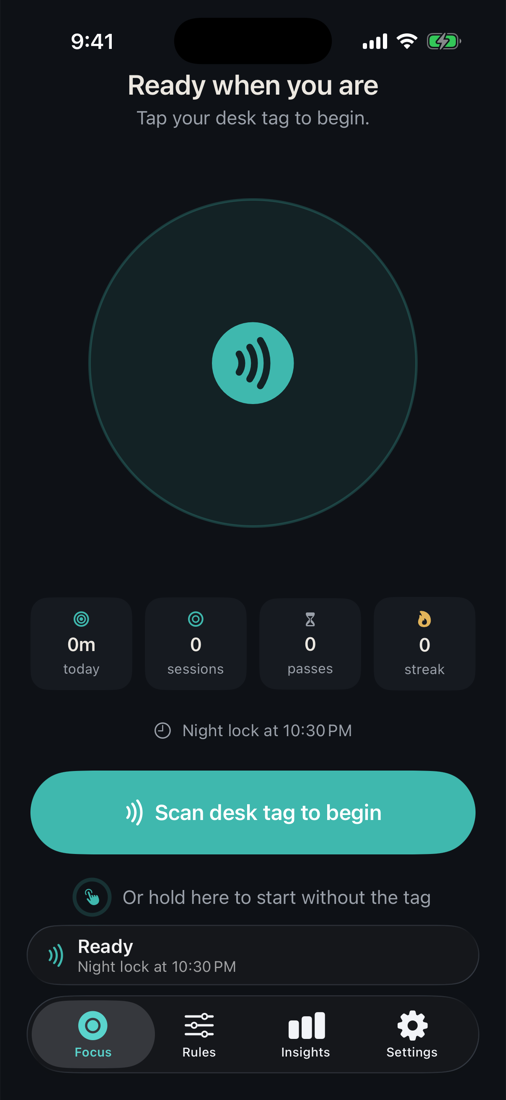 9:41
Ready when you are
Tap your desk tag to begin.
0m
today
0
sessions
0
passes
0
streak
Night lock at 10:30 PM
Scan desk tag to begin
Or hold here to start without the tag
Ready
Night lock at 10:30 PM
Focus
Rules
Insights
Settings